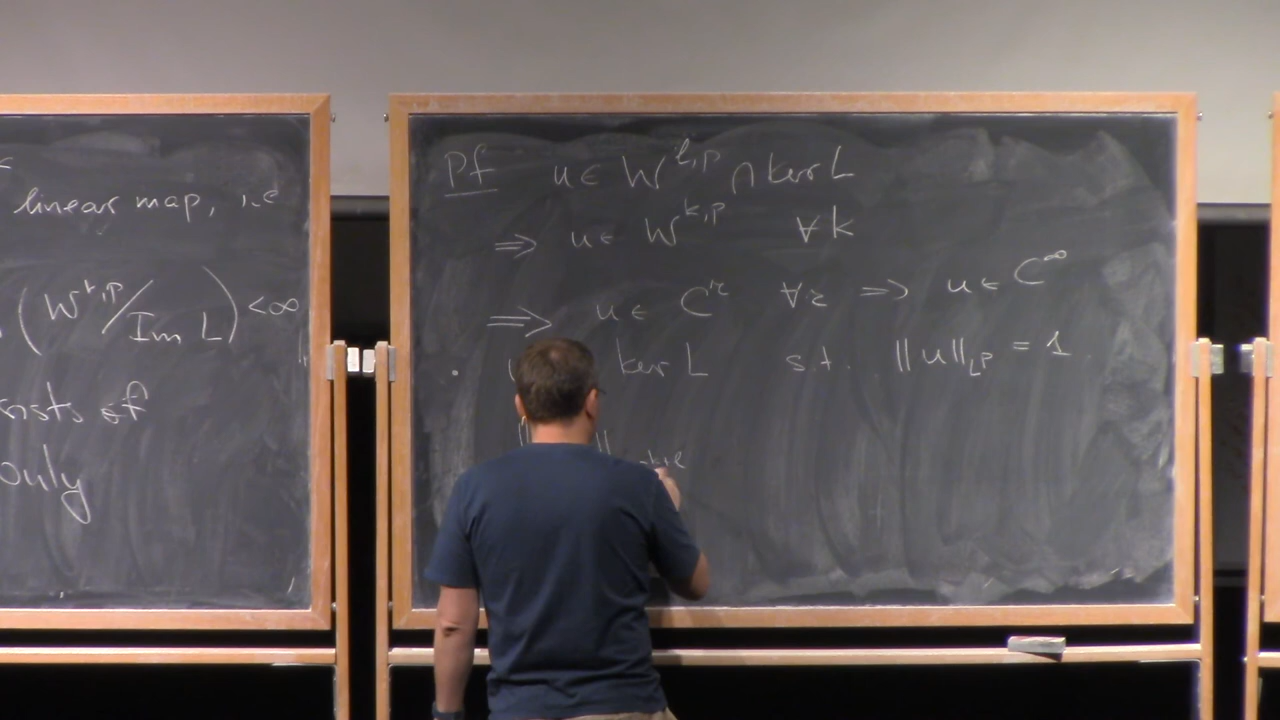 linear map, i.e
(W^{k,p} / Im L) < ∞
of
only
Pf u ∈ W^{l,p} ∩ ker L
⇒ u ∈ W^{k,p} ∀k
⇒ u ∈ C^r ∀r ⇒ u ∈ C^∞
· u ker L s.t. ||u||_{L^p} = 1
|| ||